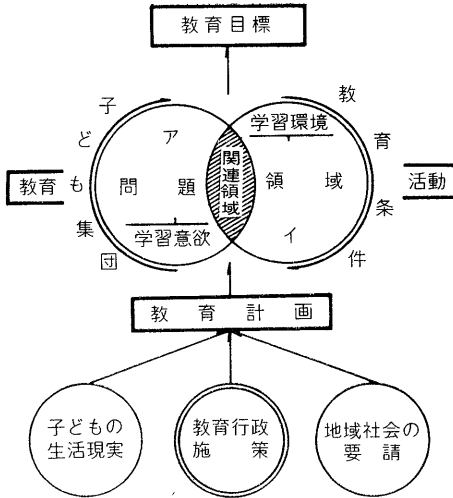 教育目標
子ども集団
教育条件
ア
学習環境
関連領域
教育
問題
領域
活動
学習意欲
イ
教育計画
子どもの
生活現実
教育行政
施策
地域社会の
要請